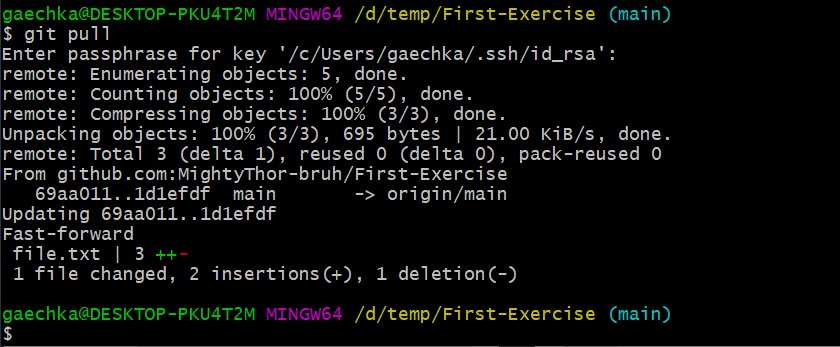 gaechka@DESKTOP-PKU4T2M MINGW64 /d/temp/First-Exercise (main)
$ git pull
Enter passphrase for key '/c/Users/gaechka/.ssh/id_rsa':
remote: Enumerating objects: 5, done.
remote: Counting objects: 100% (5/5), done.
remote: Compressing objects: 100% (3/3), done.
Unpacking objects: 100% (3/3), 695 bytes | 21.00 KiB/s, done.
remote: Total 3 (delta 1), reused 0 (delta 0), pack-reused 0
From github.com:MightyThor-bruh/First-Exercise
   69aa011..1d1efdf  main       -> origin/main
Updating 69aa011..1d1efdf
Fast-forward
 file.txt | 3 ++-
 1 file changed, 2 insertions(+), 1 deletion(-)
gaechka@DESKTOP-PKU4T2M MINGW64 /d/temp/First-Exercise (main)
$